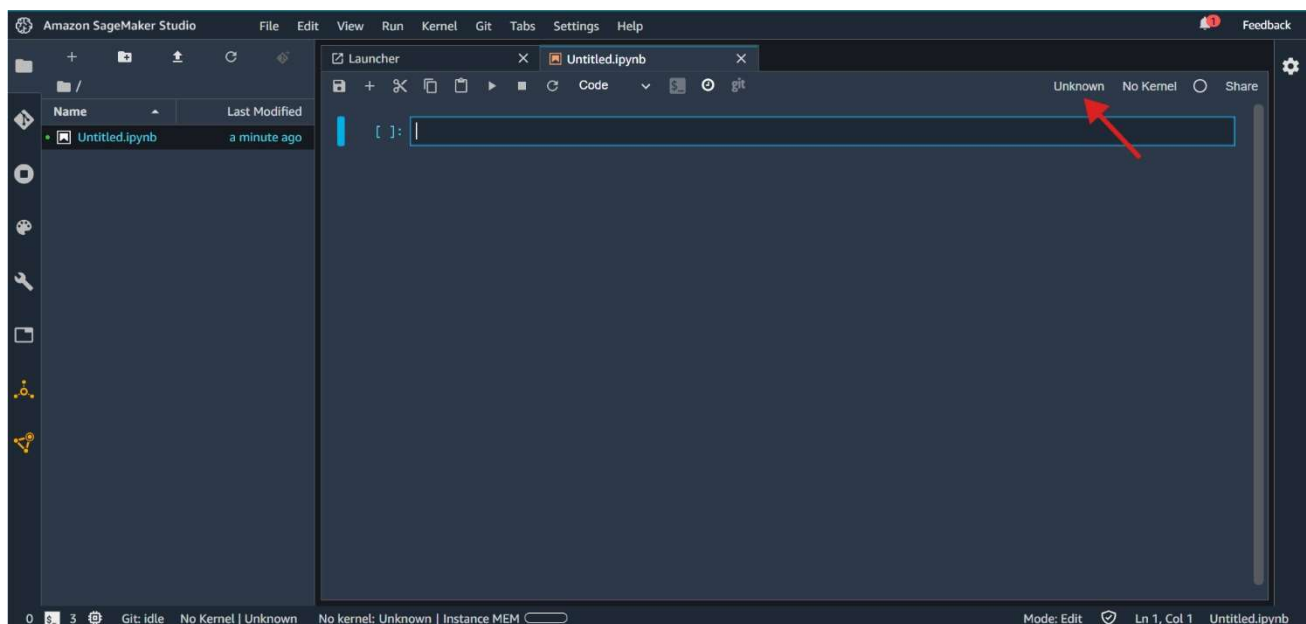 Amazon SageMaker Studio File Edit View Run Kernel Git Tabs Settings Help 1 Feedback
Launcher Untitled.ipynb
/
Code git Unknown No Kernel Share
Name Last Modified
Untitled.ipynb a minute ago
[ ]:
0 $_ 3 Git: idle No Kernel | Unknown No kernel: Unknown | Instance MEM Mode: Edit Ln 1, Col 1 Untitled.ipynb